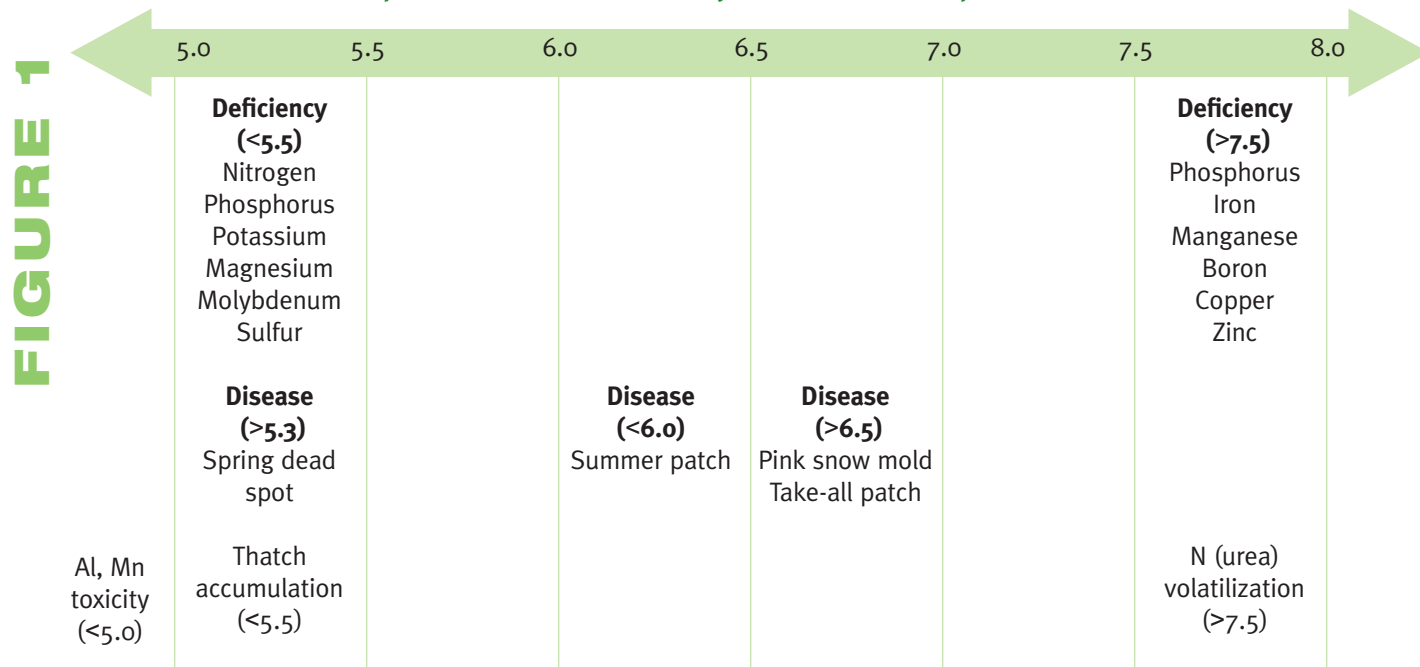 FIGURE 1
5.0 5.5 6.0 6.5 7.0 7.5 8.0
Deficiency
(<5.5)
Nitrogen
Phosphorus
Potassium
Magnesium
Molybdenum
Sulfur
Deficiency
(>7.5)
Phosphorus
Iron
Manganese
Boron
Copper
Zinc
Disease
(>5.3)
Spring dead
spot
Disease
(<6.0)
Summer patch
Disease
(>6.5)
Pink snow mold
Take-all patch
Al, Mn
toxicity
(<5.0)
Thatch
accumulation
(<5.5)
N (urea)
volatilization
(>7.5)